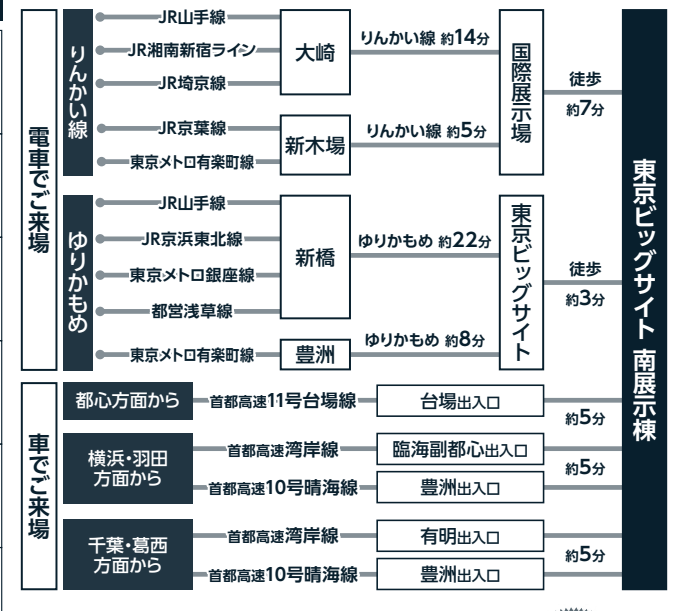 電車でご来場
りんかい線
JR山手線
JR湘南新宿ライン
JR埼京線
大崎
りんかい線 約14分
JR京葉線
東京メトロ有楽町線
新木場
りんかい線 約5分
国際展示場
徒歩
約7分
ゆりかもめ
JR山手線
JR京浜東北線
東京メトロ銀座線
都営浅草線
新橋
ゆりかもめ 約22分
東京メトロ有楽町線
豊洲
ゆりかもめ 約8分
東京ビッグサイト
徒歩
約3分
車でご来場
都心方面から
首都高速11号台場線
台場出入口
約5分
横浜・羽田
方面から
首都高速湾岸線
臨海副都心出入口
首都高速10号晴海線
豊洲出入口
約5分
千葉・葛西
方面から
首都高速湾岸線
有明出入口
首都高速10号晴海線
豊洲出入口
約5分
東京ビッグサイト 南展示棟